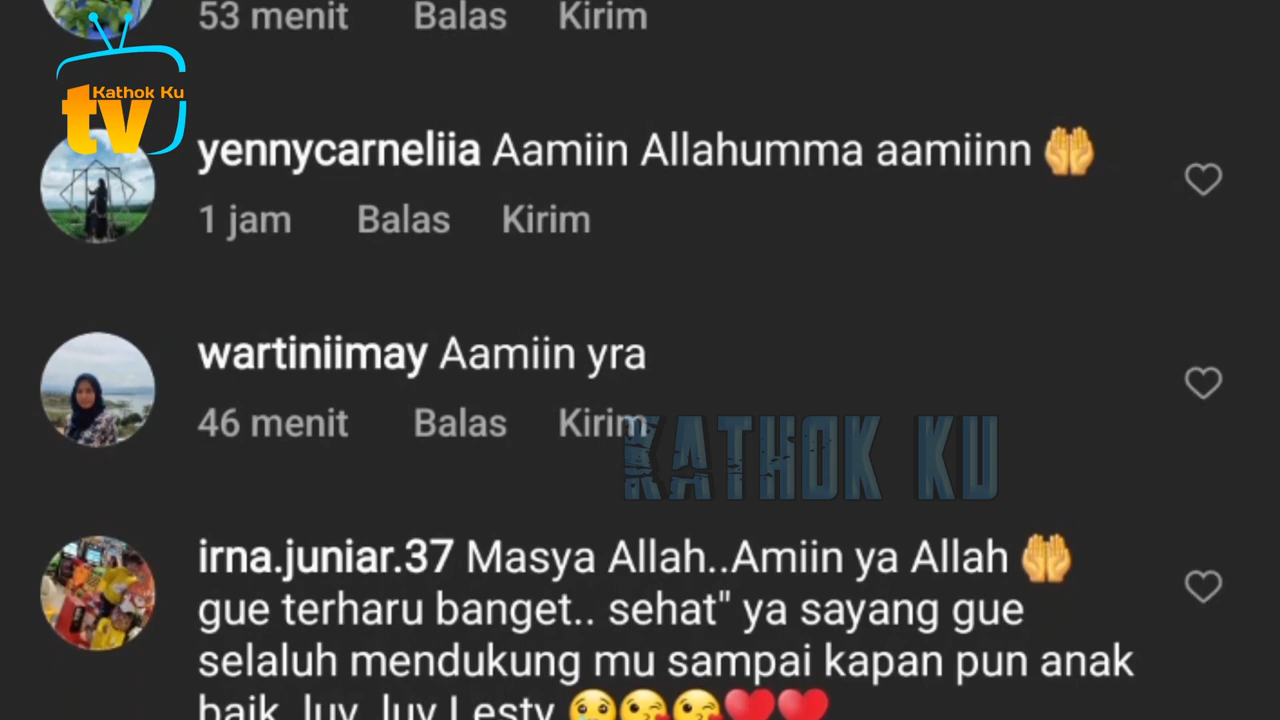 53 menit Balas Kirim
Kathok Ku
tv
yennycarneliia Aamiin Allahumma aamiinn 🤲
1 jam Balas Kirim
wartiniimay Aamiin yra
46 menit Balas Kirim
KATHOK KU
irna.juniar.37 Masya Allah..Amiin ya Allah 🤲
gue terharu banget.. sehat" ya sayang gue
selaluh mendukung mu sampai kapan pun anak
baik. luv luv Lesty 😢😘😘❤️❤️